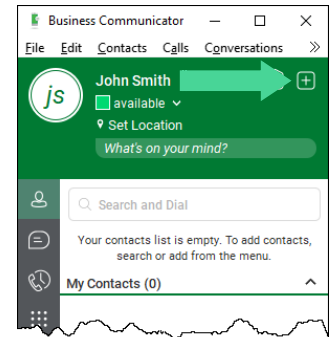 Business Communicator
File Edit Contacts Calls Conversations
js
John Smith
available
Set Location
What's on your mind?
Search and Dial
Your contacts list is empty. To add contacts,
search or add from the menu.
My Contacts (0)